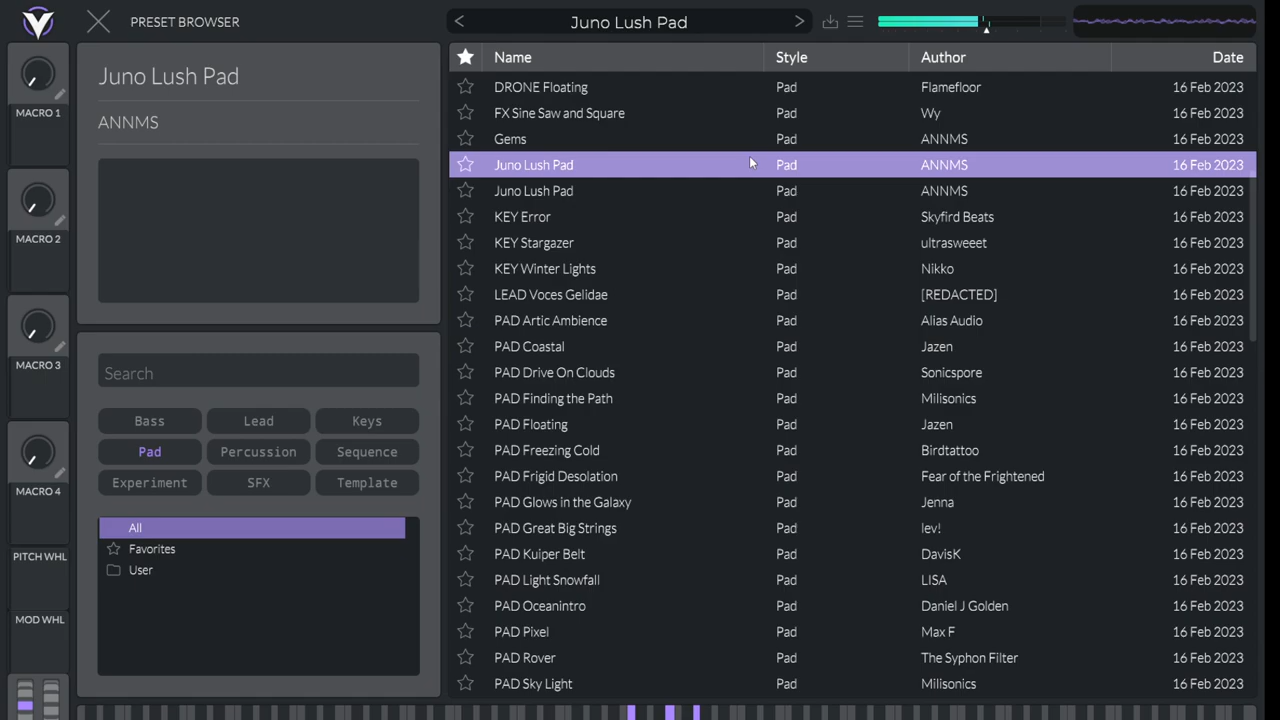 PRESET BROWSER
Juno Lush Pad
MACRO 1
MACRO 2
MACRO 3
MACRO 4
PITCH WHL
MOD WHL
Juno Lush Pad
ANNMS
Search
Bass Lead Keys
Pad Percussion Sequence
Experiment SFX Template
All
Favorites
User
Name Style Author Date
DRONE Floating Pad Flamefloor 16 Feb 2023
FX Sine Saw and Square Pad Wy 16 Feb 2023
Gems Pad ANNMS 16 Feb 2023
Juno Lush Pad Pad ANNMS 16 Feb 2023
Juno Lush Pad Pad ANNMS 16 Feb 2023
KEY Error Pad Skyfird Beats 16 Feb 2023
KEY Stargazer Pad ultrasweeet 16 Feb 2023
KEY Winter Lights Pad Nikko 16 Feb 2023
LEAD Voces Gelidae Pad [REDACTED] 16 Feb 2023
PAD Artic Ambience Pad Alias Audio 16 Feb 2023
PAD Coastal Pad Jazen 16 Feb 2023
PAD Drive On Clouds Pad Sonicspore 16 Feb 2023
PAD Finding the Path Pad Milisonics 16 Feb 2023
PAD Floating Pad Jazen 16 Feb 2023
PAD Freezing Cold Pad Birdtattoo 16 Feb 2023
PAD Frigid Desolation Pad Fear of the Frightened 16 Feb 2023
PAD Glows in the Galaxy Pad Jenna 16 Feb 2023
PAD Great Big Strings Pad lev! 16 Feb 2023
PAD Kuiper Belt Pad DavisK 16 Feb 2023
PAD Light Snowfall Pad LISA 16 Feb 2023
PAD Oceanintro Pad Daniel J Golden 16 Feb 2023
PAD Pixel Pad Max F 16 Feb 2023
PAD Rover Pad The Syphon Filter 16 Feb 2023
PAD Sky Light Pad Milisonics 16 Feb 2023